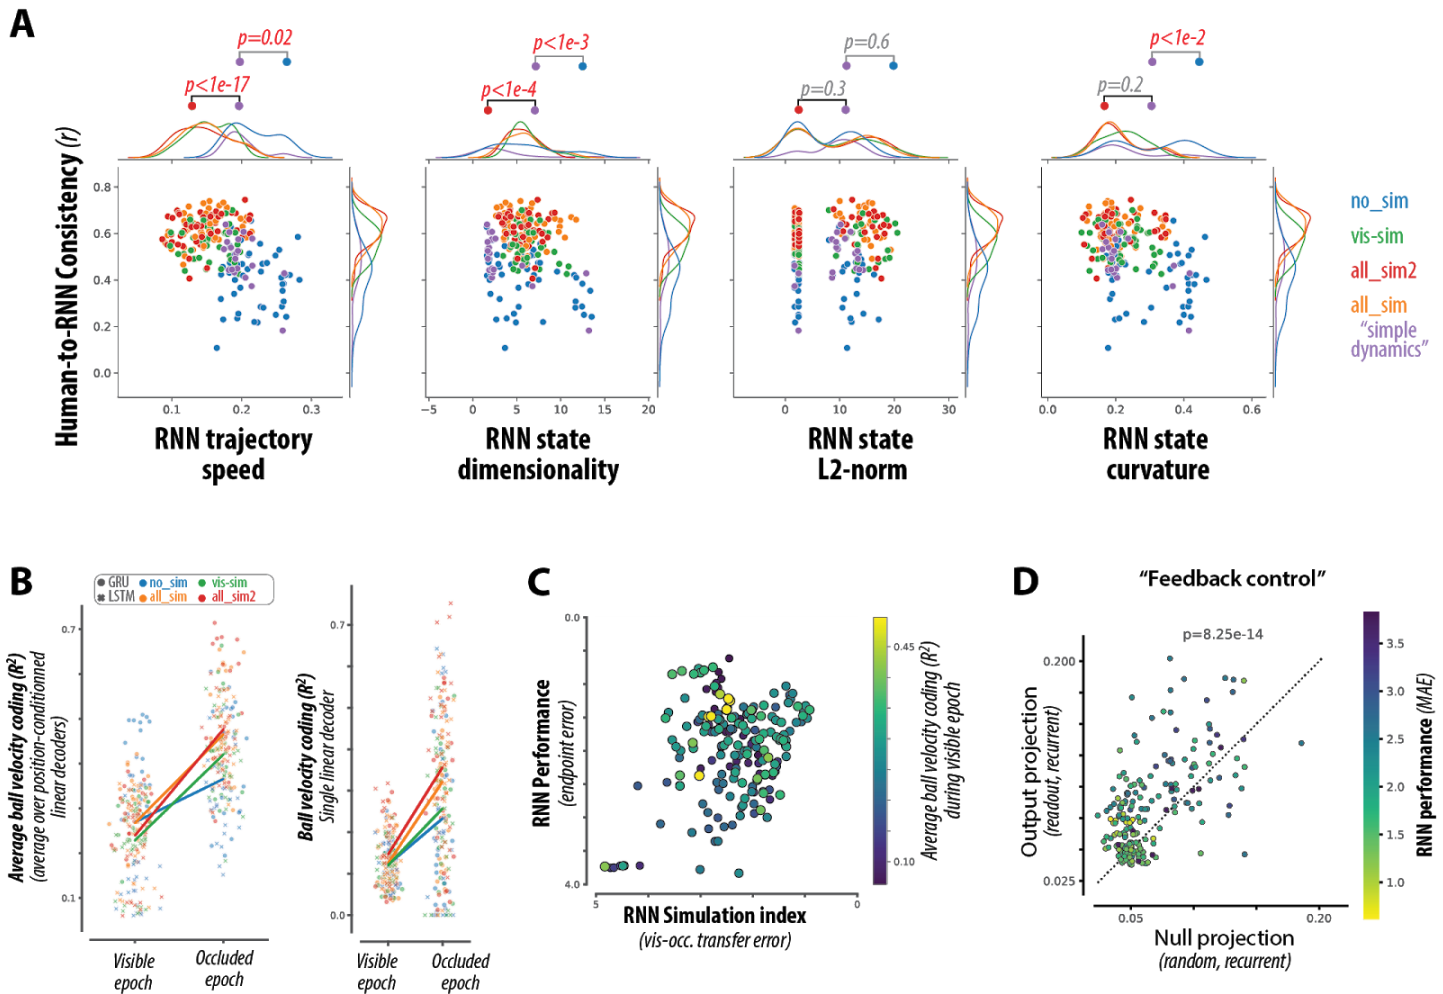 A
p=0.02
p<1e-17
p<1e-3
p<1e-4
p=0.6
p=0.3
p<1e-2
p=0.2
Human-to-RNN Consistency (r)
0.8
0.6
0.4
0.2
0.0
0.1 0.2 0.3
RNN trajectory
speed
−5 0 5 10 15 20
RNN state
dimensionality
0 10 20 30
RNN state
L2-norm
0.0 0.2 0.4 0.6
RNN state
curvature
no_sim
vis-sim
all_sim2
all_sim
“simple
dynamics”
B
GRU no_sim vis-sim
LSTM all_sim all_sim2
Average ball velocity coding (R²)
(average over position-conditionned
linear decoders)
0.7
0.1
Visible
epoch
Occluded
epoch
Ball velocity coding (R²)
Single linear decoder
0.7
0.0
Visible
epoch
Occluded
epoch
C
RNN Performance
(endpoint error)
0.0
4.0
5 0
RNN Simulation index
(vis-occ. transfer error)
0.45
0.10
Average ball velocity coding (R²)
during visible epoch
D
“Feedback control”
p=8.25e-14
Output projection
(readout, recurrent)
0.200
0.025
0.05 0.20
Null projection
(random, recurrent)
3.5
3.0
2.5
2.0
1.5
1.0
RNN performance (MAE)